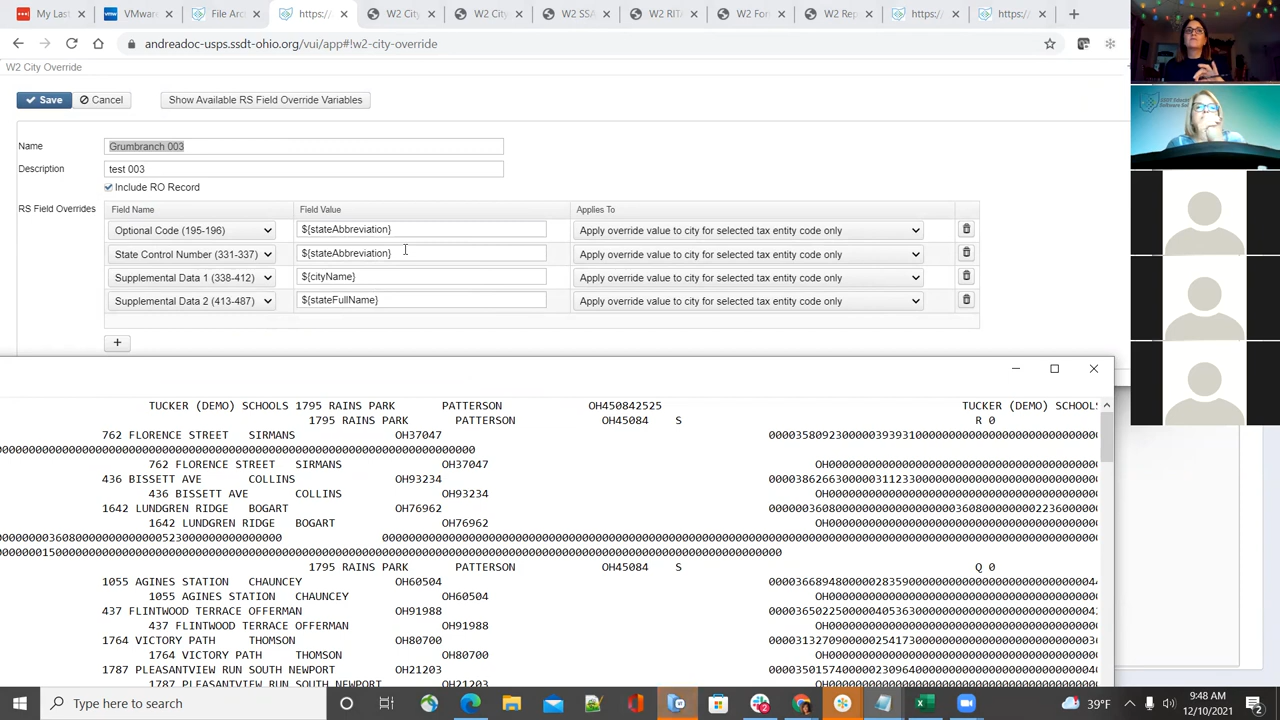 My Last
VMware
File Arc
https:/
W2 City
W2 City
W2 SSA
W2 RITA
W2 For
W2 Rep
https:/
https:/
andreadoc-usps.ssdt-ohio.org/vui/app#!w2-city-override
W2 City Override
Save
Cancel
Show Available RS Field Override Variables
Name
Grumbranch 003
Description
test 003
Include RO Record
RS Field Overrides
Field Name Field Value Applies To
Optional Code (195-196) ${stateAbbreviation} Apply override value to city for selected tax entity code only
State Control Number (331-337) ${stateAbbreviation} Apply override value to city for selected tax entity code only
Supplemental Data 1 (338-412) ${cityName} Apply override value to city for selected tax entity code only
Supplemental Data 2 (413-487) ${stateFullName} Apply override value to city for selected tax entity code only
+
TUCKER (DEMO) SCHOOLS 1795 RAINS PARK PATTERSON OH450842525 TUCKER (DEMO) SCHOOLS
1795 RAINS PARK PATTERSON OH45084 S R 0
762 FLORENCE STREET SIRMANS OH37047
762 FLORENCE STREET SIRMANS OH37047
436 BISSETT AVE COLLINS OH93234
436 BISSETT AVE COLLINS OH93234
1642 LUNDGREN RIDGE BOGART OH76962
1642 LUNDGREN RIDGE BOGART OH76962
1795 RAINS PARK PATTERSON OH45084 S Q 0
1055 AGINES STATION CHAUNCEY OH60504
1055 AGINES STATION CHAUNCEY OH60504
437 FLINTWOOD TERRACE OFFERMAN OH91988
437 FLINTWOOD TERRACE OFFERMAN OH91988
1764 VICTORY PATH THOMSON OH80700
1764 VICTORY PATH THOMSON OH80700
1787 PLEASANTVIEW RUN SOUTH NEWPORT OH21203
1787 PLEASANTVIEW RUN SOUTH NEWPORT OH21203
Type here to search
39°F
9:48 AM
12/10/2021
2